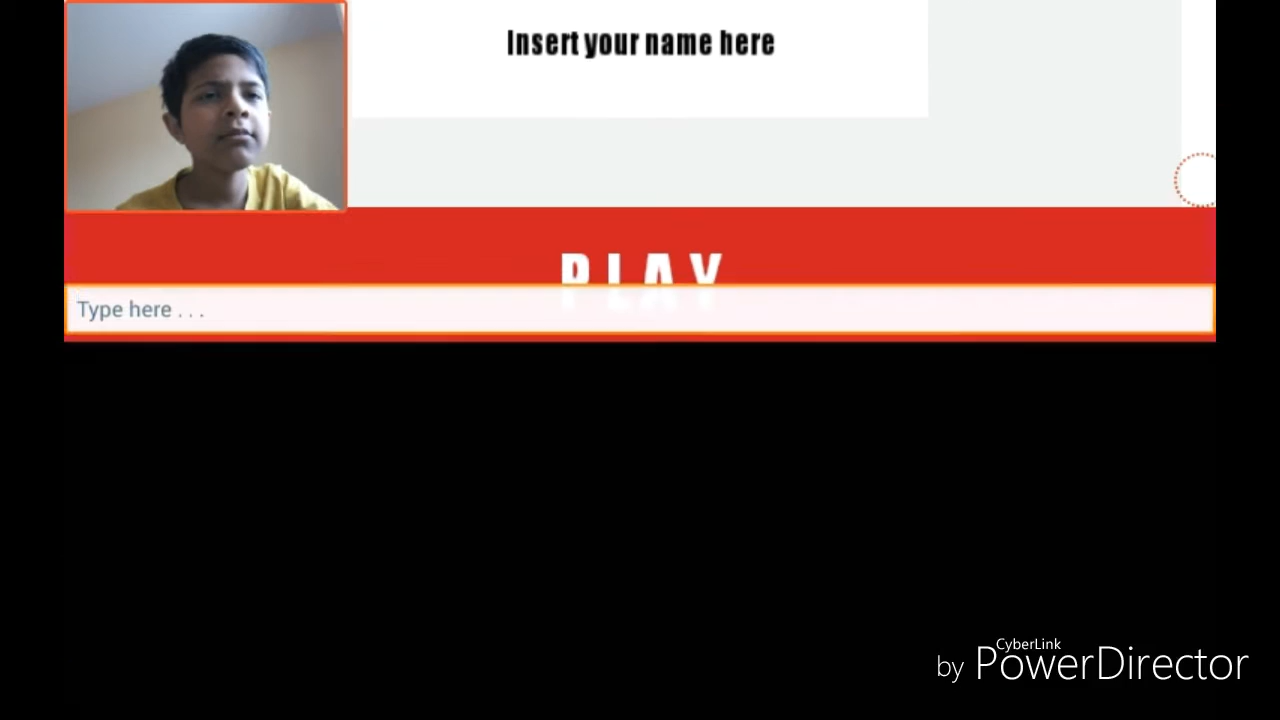 Insert your name here
PLAY
Type here . . .
CyberLink
by PowerDirector